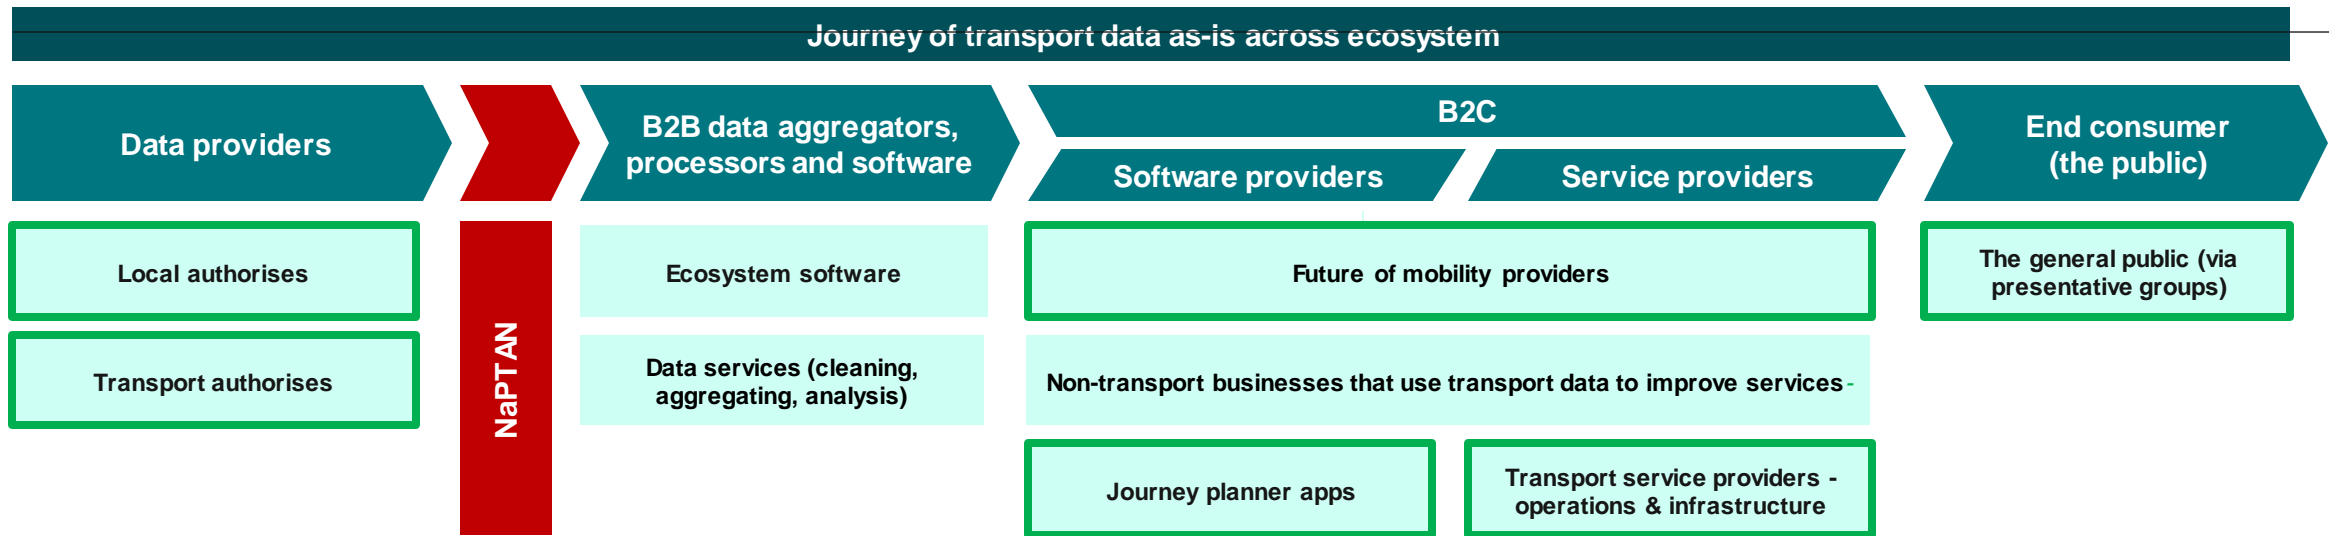 Journey of transport data as-is across ecosystem
Data providers
B2B data aggregators,
processors and software
B2C
Software providers
Service providers
End consumer
(the public)
NaPTAN
Local authorises
Transport authorises
Ecosystem software
Data services (cleaning,
aggregating, analysis)
Future of mobility providers
Non-transport businesses that use transport data to improve services -
Journey planner apps
Transport service providers -
operations & infrastructure
The general public (via
presentative groups)